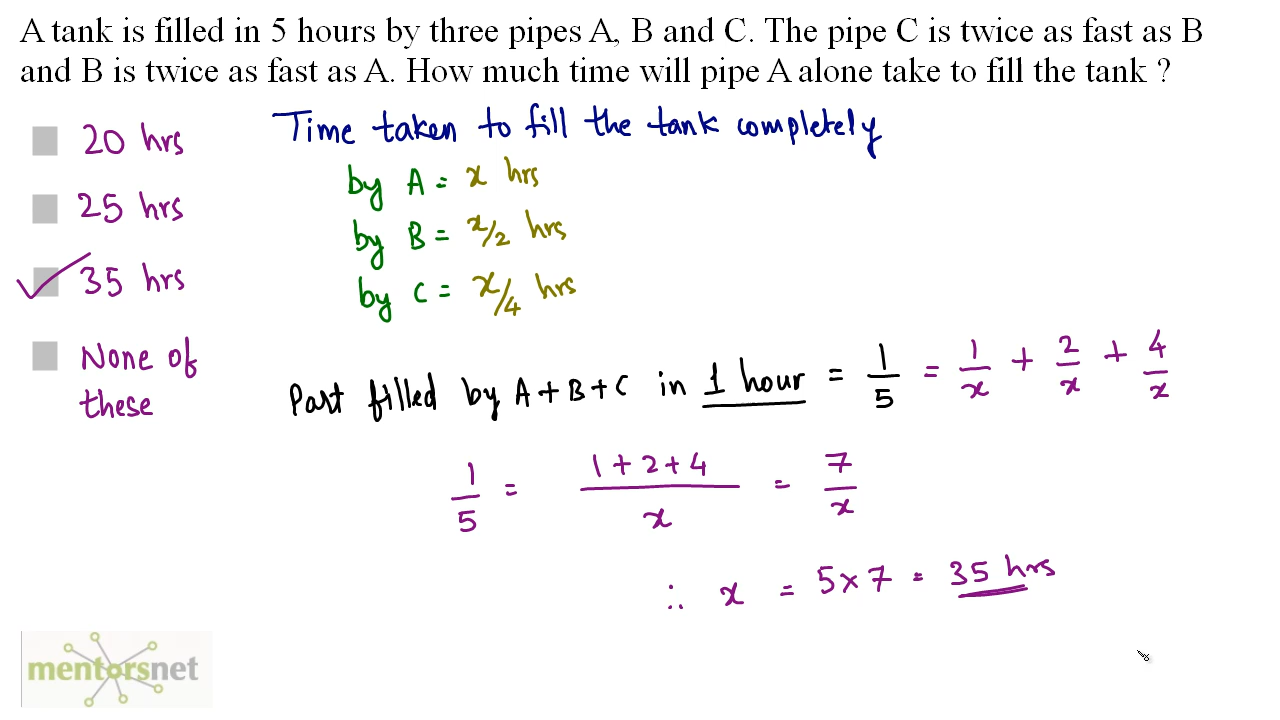 A tank is filled in 5 hours by three pipes A, B and C. The pipe C is twice as fast as B
and B is twice as fast as A. How much time will pipe A alone take to fill the tank ?
20 hrs
25 hrs
35 hrs
None of
these
Time taken to fill the tank completely
by A = x hrs
by B = x/2 hrs
by C = x/4 hrs
Part filled by A+B+C in 1 hour = 1/5 = 1/x + 2/x + 4/x
1/5 = (1+2+4)/x = 7/x
∴ x = 5×7 = 35 hrs
mentorsnet